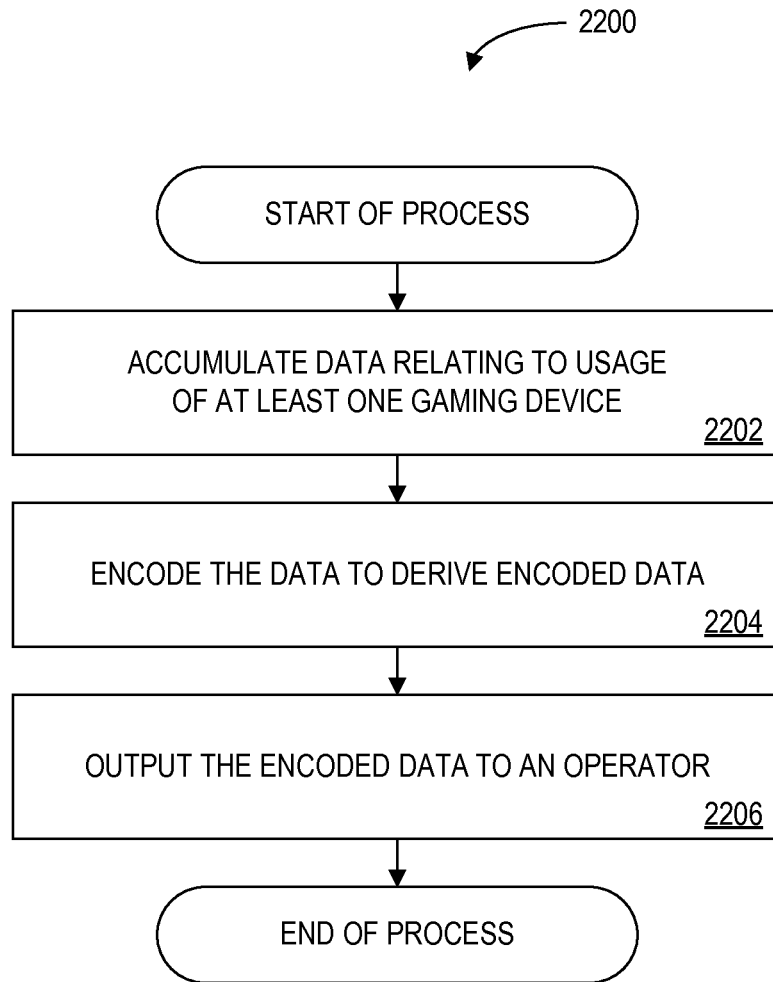 2200
START OF PROCESS
ACCUMULATE DATA RELATING TO USAGE
OF AT LEAST ONE GAMING DEVICE
2202
ENCODE THE DATA TO DERIVE ENCODED DATA
2204
OUTPUT THE ENCODED DATA TO AN OPERATOR
2206
END OF PROCESS